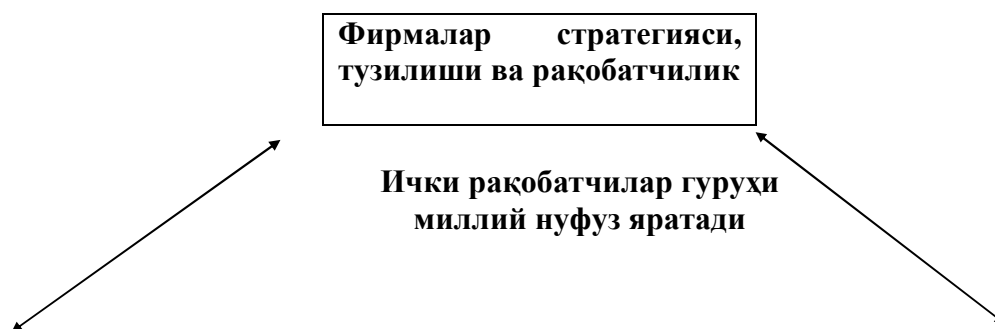 Фирмалар стратегияси,
тузилиши ва рақобатчилик
Ички рақобатчилар гуруҳи
миллий нуфуз яратади